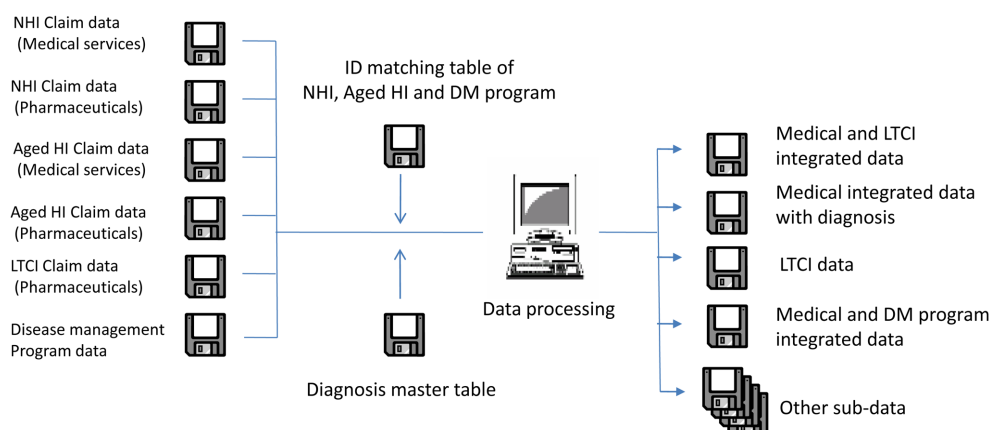 NHI Claim data
(Medical services)
NHI Claim data
(Pharmaceuticals)
Aged HI Claim data
(Medical services)
Aged HI Claim data
(Pharmaceuticals)
LTCI Claim data
(Pharmaceuticals)
Disease management
Program data
ID matching table of
NHI, Aged HI and DM program
Diagnosis master table
Data processing
Medical and LTCI
integrated data
Medical integrated data
with diagnosis
LTCI data
Medical and DM program
integrated data
Other sub-data